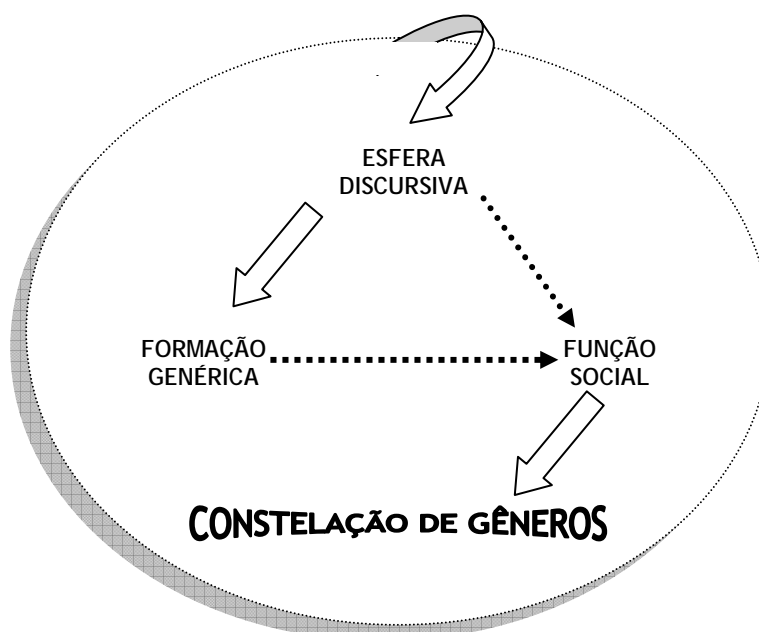 ESFERA
DISCURSIVA
FORMAÇÃO
GENÉRICA
FUNÇÃO
SOCIAL
CONSTELAÇÃO DE GÊNEROS